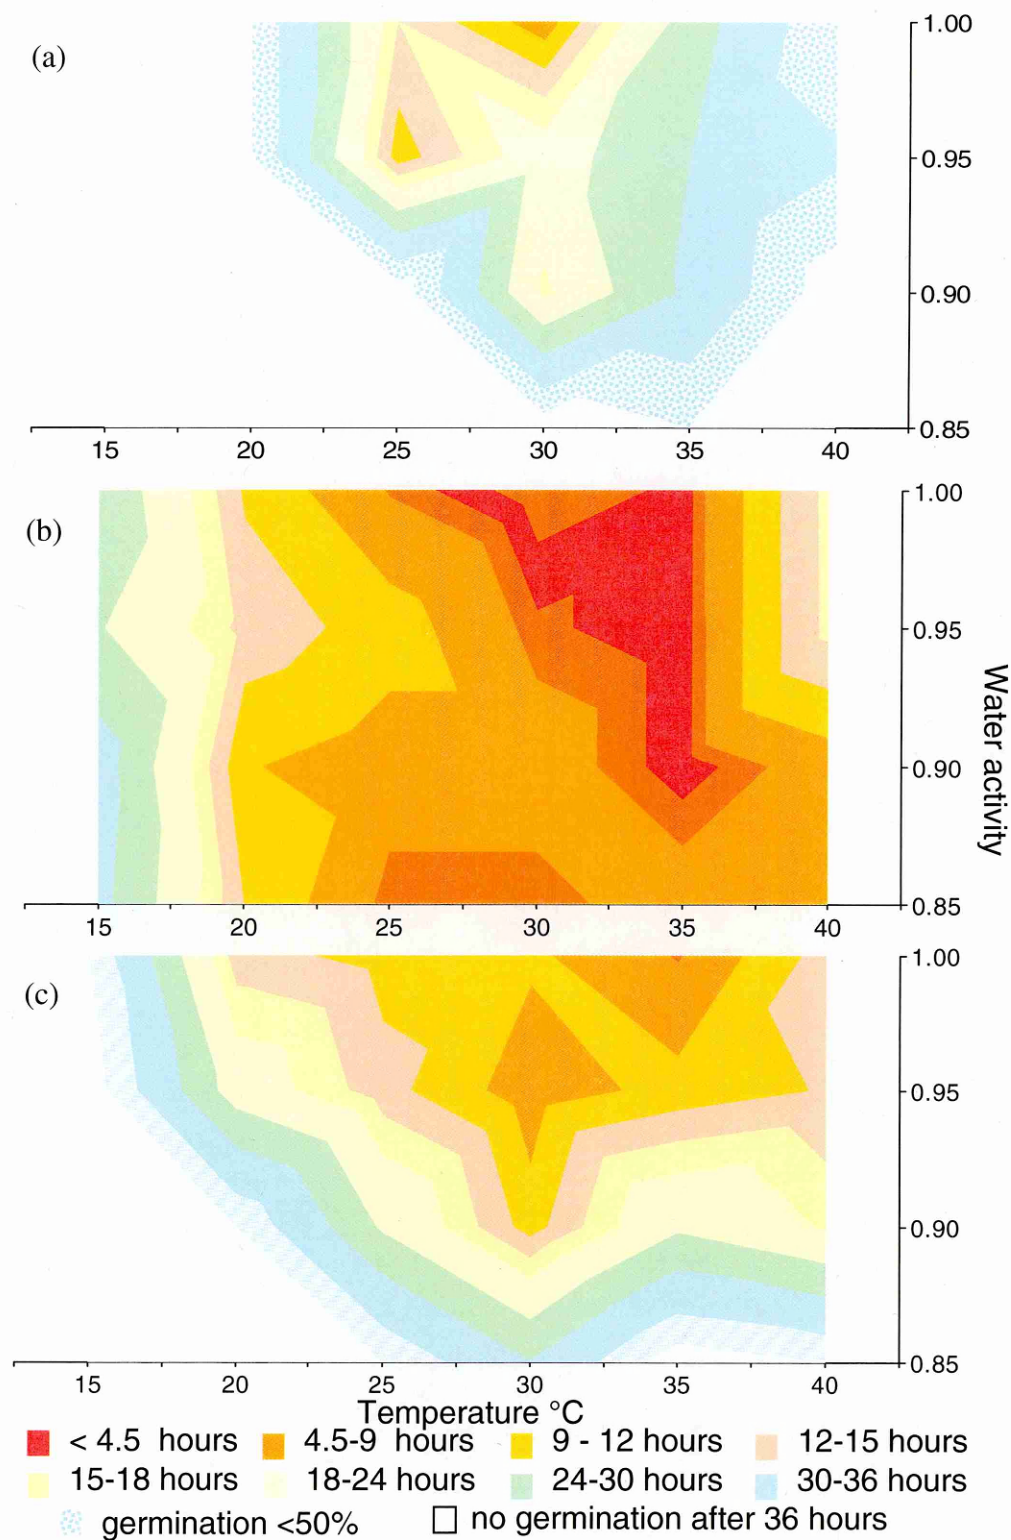 (a)
1.00
0.95
0.90
0.85
15 20 25 30 35 40
(b)
1.00
0.95
0.90
0.85
15 20 25 30 35 40
Water activity
(c)
1.00
0.95
0.90
0.85
15 20 25 30 35 40
Temperature °C
< 4.5 hours 4.5-9 hours 9 - 12 hours 12-15 hours
15-18 hours 18-24 hours 24-30 hours 30-36 hours
germination <50% no germination after 36 hours